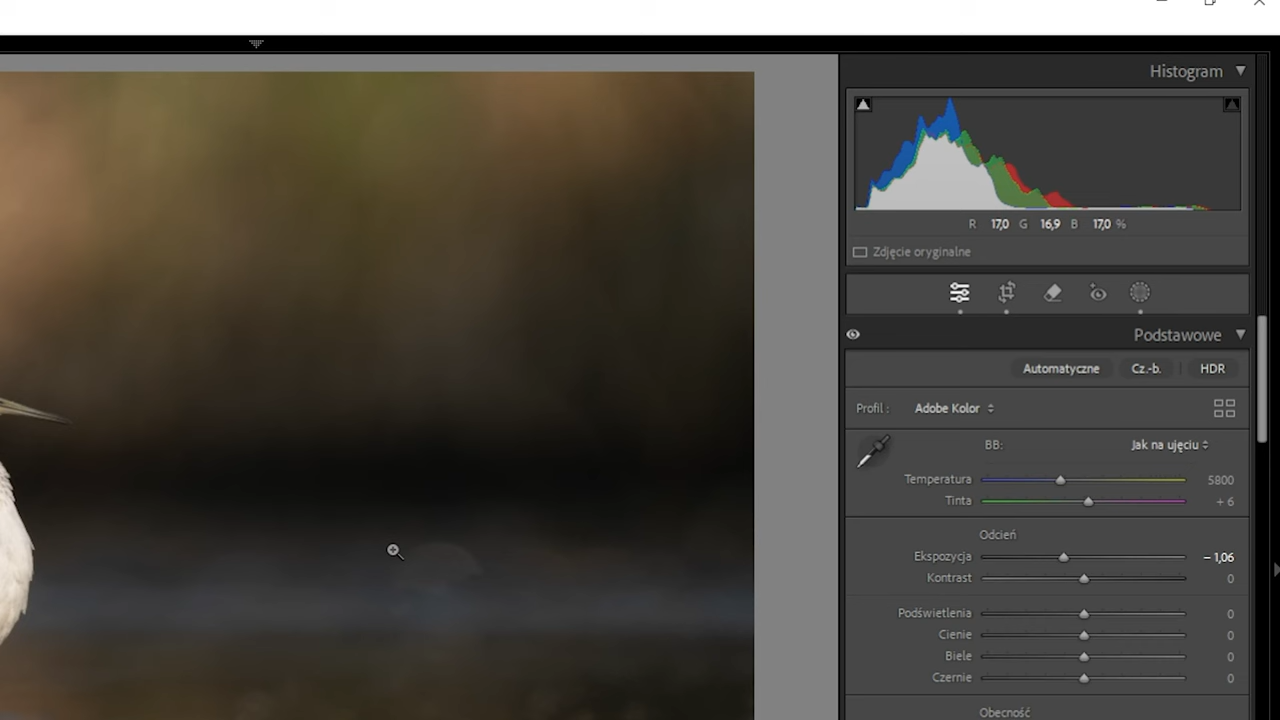 Histogram
R 17,0 G 16,9 B 17,0 %
Zdjęcie oryginalne
Podstawowe
Automatyczne Cz.-b. HDR
Profil : Adobe Kolor
BB: Jak na ujęciu
Temperatura 5800
Tinta + 6
Odcień
Ekspozycja – 1,06
Kontrast 0
Podświetlenia 0
Cienie 0
Biele 0
Czernie 0
Obecność